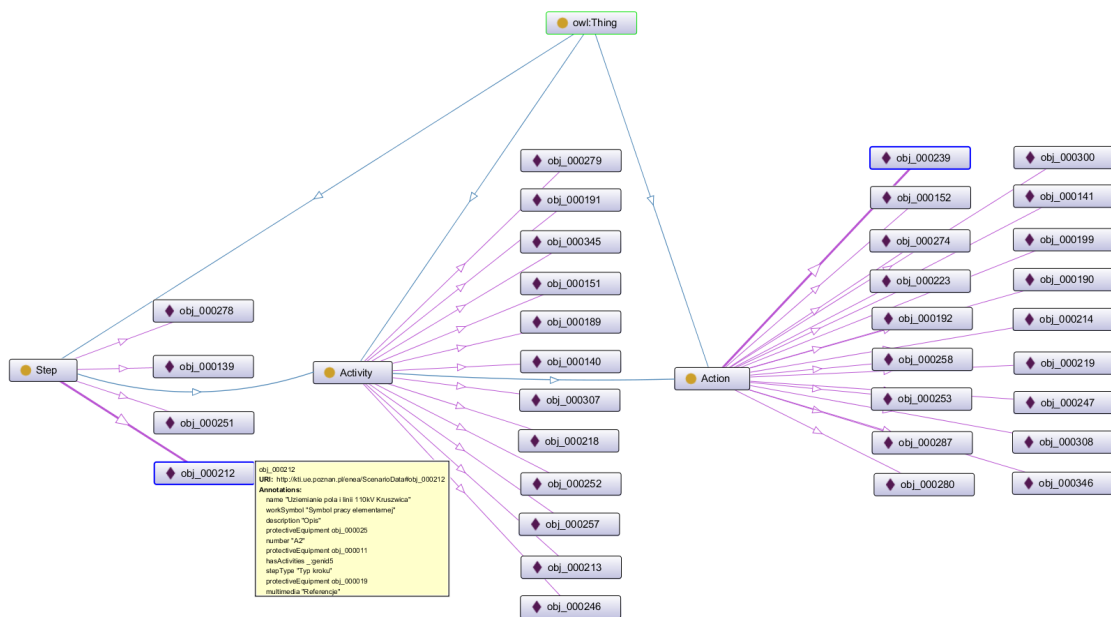 owl:Thing
obj_000279
obj_000191
obj_000345
obj_000151
obj_000189
obj_000140
obj_000307
obj_000218
obj_000252
obj_000257
obj_000213
obj_000246
obj_000239
obj_000152
obj_000274
obj_000223
obj_000192
obj_000258
obj_000253
obj_000287
obj_000280
obj_000300
obj_000141
obj_000199
obj_000190
obj_000214
obj_000219
obj_000247
obj_000308
obj_000346
obj_000278
obj_000139
obj_000251
obj_000212
Step
Activity
Action
obj_000212
URI: http://kti.ue.poznan.pl/enea/ScenarioData#obj_000212
Annotations:
name "Uziemianie pola i linii 110kV Kruszwica"
workSymbol "Symbol pracy elementarnej"
description "Opis"
protectiveEquipment obj_000025
number "A2"
protectiveEquipment obj_000011
hasActivities _:genid5
stepType "Typ kroku"
protectiveEquipment obj_000019
multimedia "Referencje"